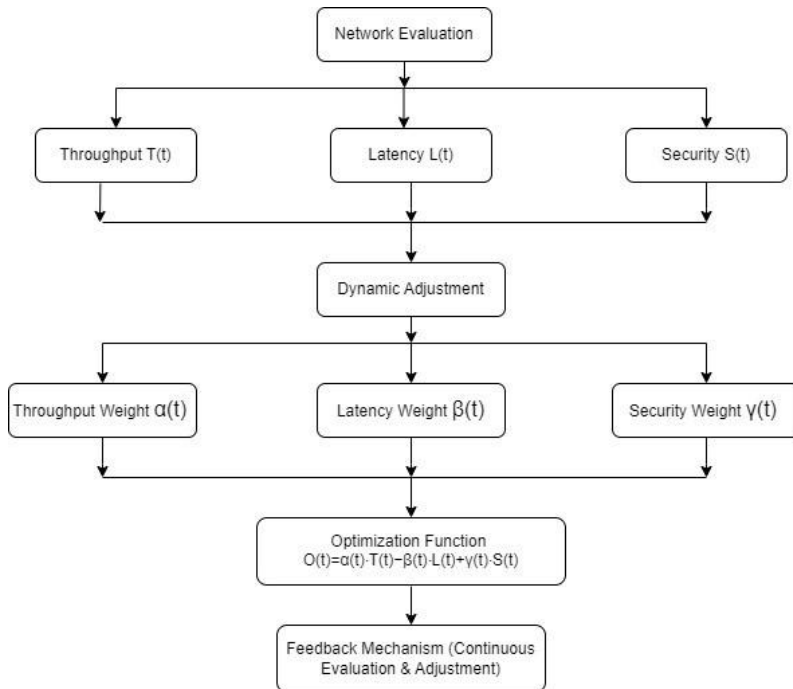 Network Evaluation
Throughput T(t)
Latency L(t)
Security S(t)
Dynamic Adjustment
Throughput Weight α(t)
Latency Weight β(t)
Security Weight γ(t)
Optimization Function
O(t)=α(t)·T(t)−β(t)·L(t)+γ(t)·S(t)
Feedback Mechanism (Continuous
Evaluation & Adjustment)